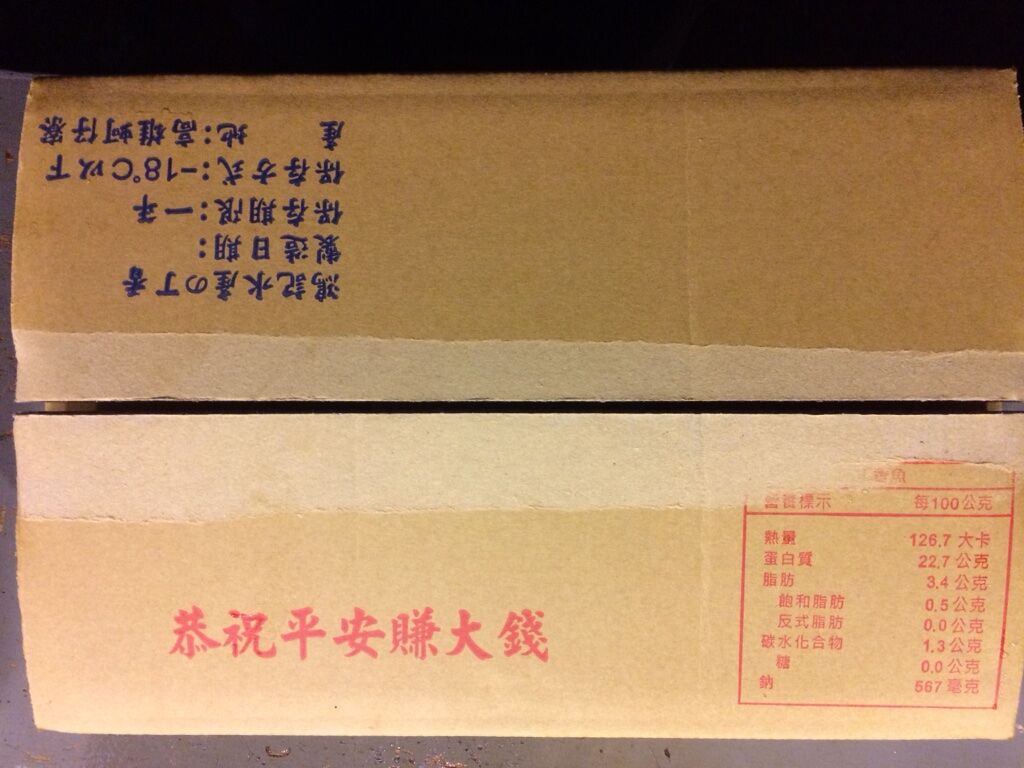 鴻記水產の丁香
製造日期:
保存期限:一年
保存方式:-18°C以下
產 地:高雄蚵仔寮
恭祝平安賺大錢
香魚
營養標示 每100公克
熱量 126.7 大卡
蛋白質 22.7 公克
脂肪 3.4 公克
飽和脂肪 0.5 公克
反式脂肪 0.0 公克
碳水化合物 1.3 公克
糖 0.0 公克
鈉 567 毫克